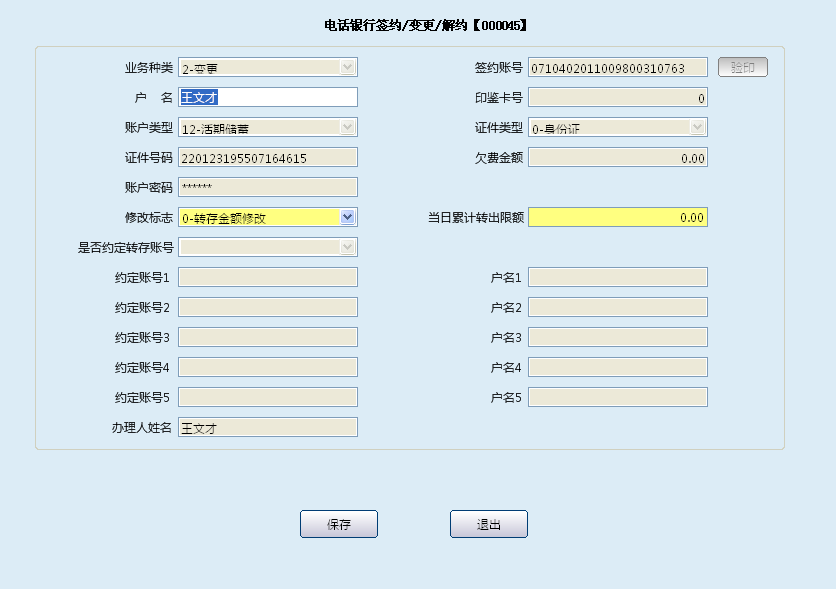 电话银行签约/变更/解约【000045】
业务种类 2-变更 签约账号 0710402011009800310763 验印
户 名 王文才 印鉴卡号 0
账户类型 12-活期储蓄 证件类型 0-身份证
证件号码 220123195507164615 欠费金额 0.00
账户密码 ******
修改标志 0-转存金额修改 当日累计转出限额 0.00
是否约定转存账号
约定账号1 户名1
约定账号2 户名2
约定账号3 户名3
约定账号4 户名4
约定账号5 户名5
办理人姓名 王文才
保存 退出